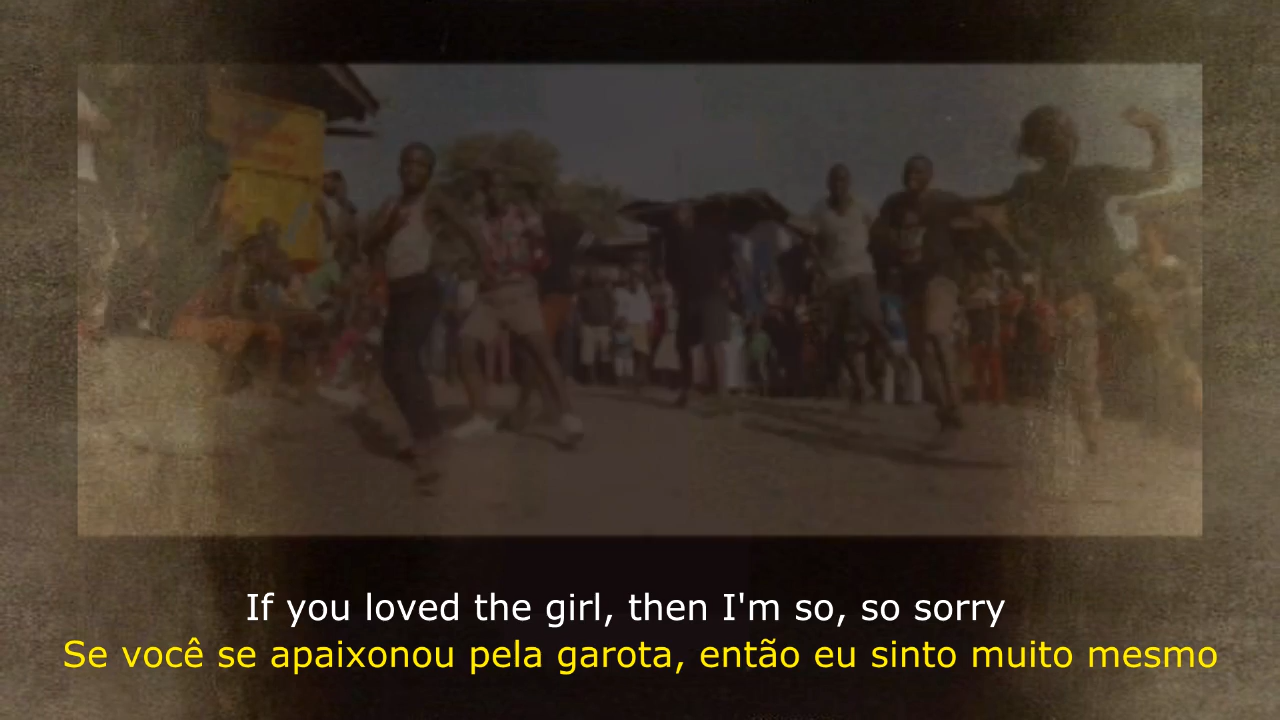 If you loved the girl, then I'm so, so sorry
Se você se apaixonou pela garota, então eu sinto muito mesmo